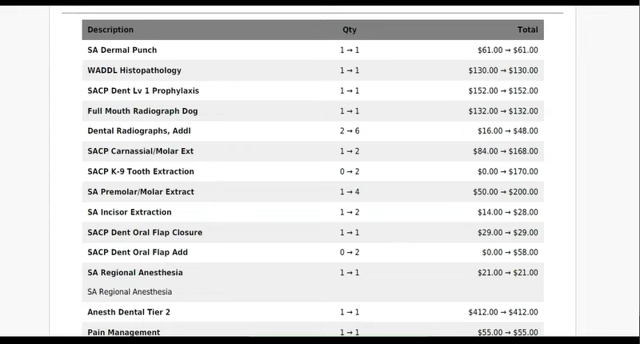 Description Qty Total
SA Dermal Punch 1 → 1 $61.00 → $61.00
WADDL Histopathology 1 → 1 $130.00 → $130.00
SACP Dent Lv 1 Prophylaxis 1 → 1 $152.00 → $152.00
Full Mouth Radiograph Dog 1 → 1 $132.00 → $132.00
Dental Radiographs, Addl 2 → 6 $16.00 → $48.00
SACP Carnassial/Molar Ext 1 → 2 $84.00 → $168.00
SACP K-9 Tooth Extraction 0 → 2 $0.00 → $170.00
SA Premolar/Molar Extract 1 → 4 $50.00 → $200.00
SA Incisor Extraction 1 → 2 $14.00 → $28.00
SACP Dent Oral Flap Closure 1 → 1 $29.00 → $29.00
SACP Dent Oral Flap Add 0 → 2 $0.00 → $58.00
SA Regional Anesthesia 1 → 1 $21.00 → $21.00
SA Regional Anesthesia
Anesth Dental Tier 2 1 → 1 $412.00 → $412.00
Pain Management 1 → 1 $55.00 → $55.00